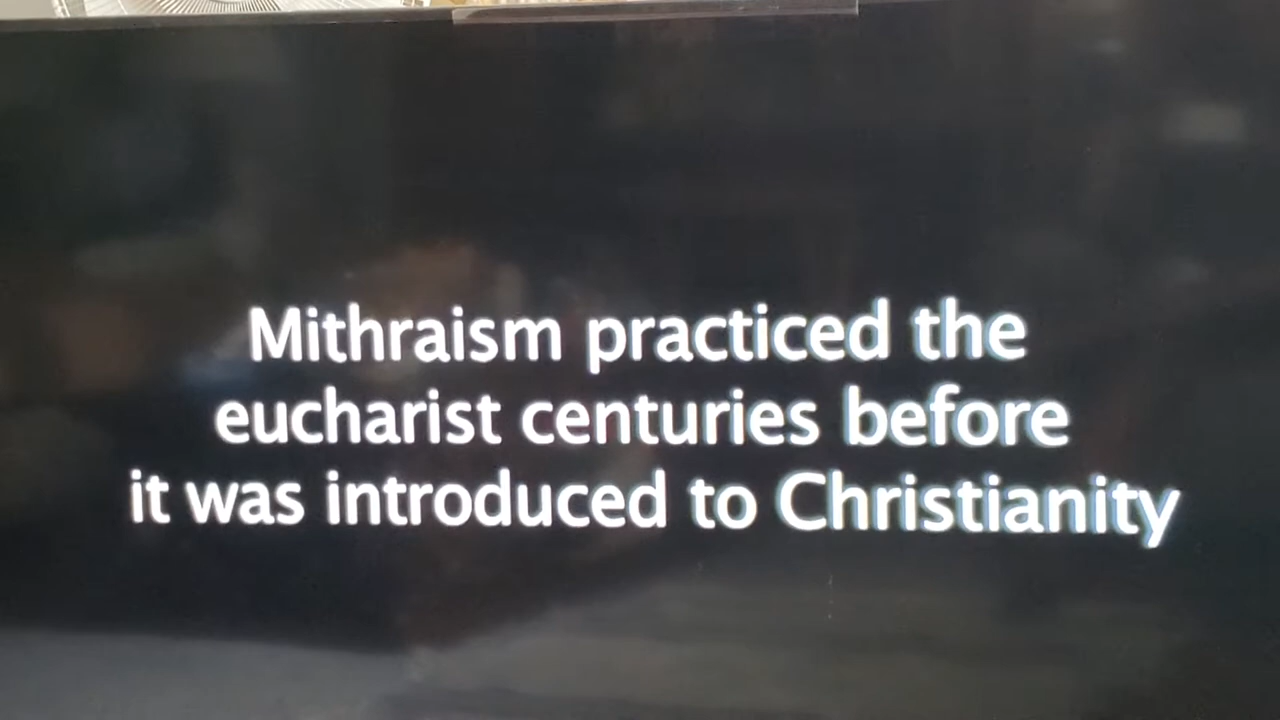 Mithraism practiced the
eucharist centuries before
it was introduced to Christianity